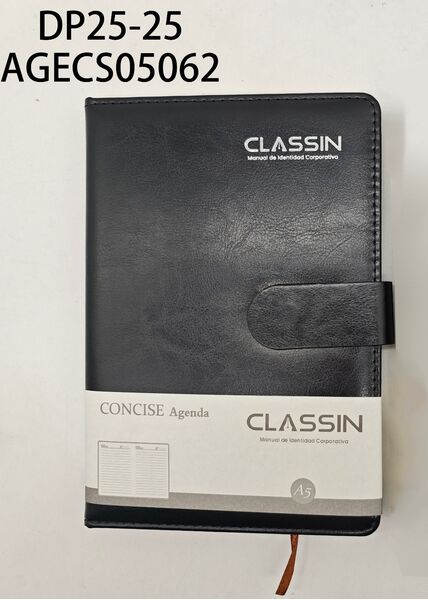 DP25-25
AGECS05062
CLASSIN
Manual de Identidad Corporativa
CONCISE Agenda
CLASSIN
Manual de Identidad Corporativa
A5